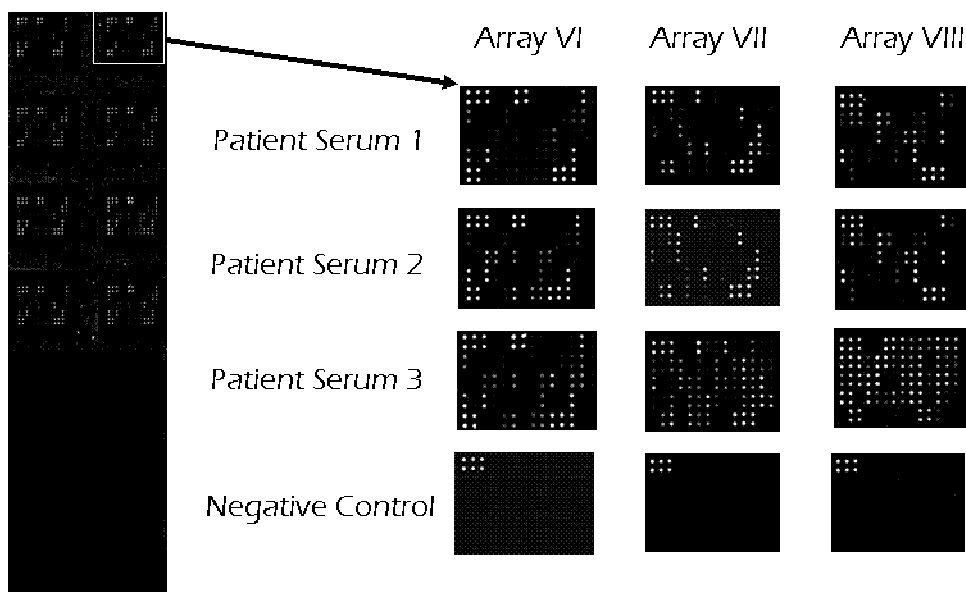 Array VI Array VII Array VIII
Patient Serum 1
Patient Serum 2
Patient Serum 3
Negative Control